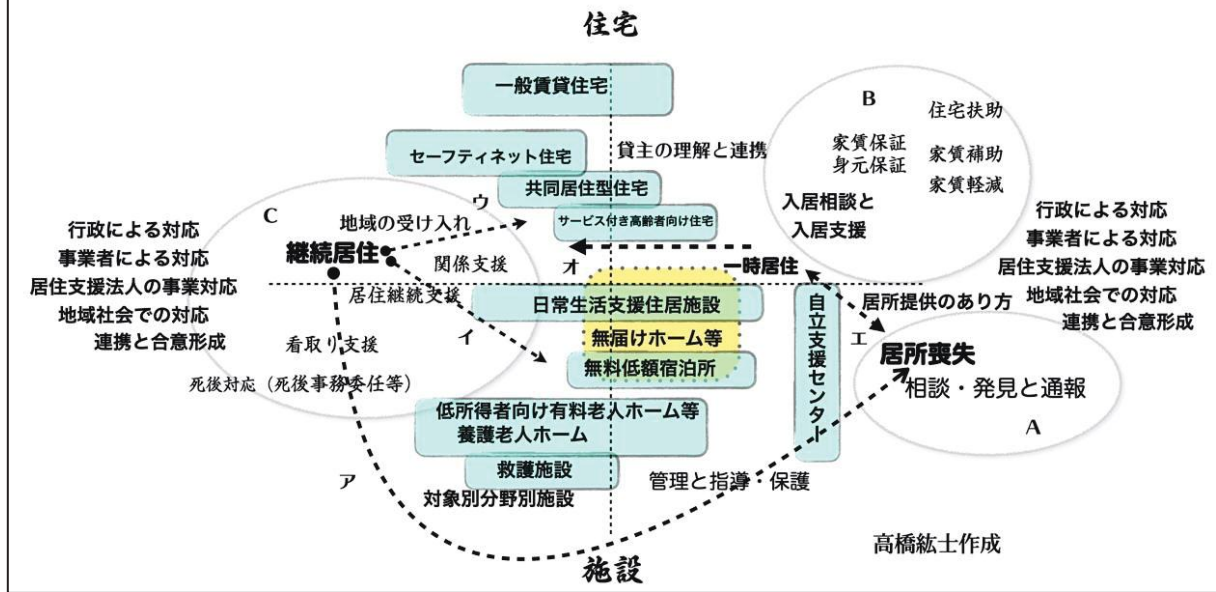 住宅
一般賃貸住宅
セーフティネット住宅
貸主の理解と連携
共同居住型住宅
サービス付き高齢者向け住宅
B
住宅扶助
家賃保証
身元保証
家賃補助
家賃軽減
入居相談と
入居支援
C
ウ
地域の受け入れ
継続居住
関係支援
居住継続支援
イ
看取り支援
死後対応（死後事務委任等）
行政による対応
事業者による対応
居住支援法人の事業対応
地域社会での対応
連携と合意形成
オ
一時居住
日常生活支援住居施設
無届けホーム等
無料低額宿泊所
自立支援センター
居所提供のあり方
エ
行政による対応
事業者による対応
居住支援法人の事業対応
地域社会での対応
連携と合意形成
居所喪失
相談・発見と通報
A
低所得者向け有料老人ホーム等
養護老人ホーム
救護施設
対象別分野別施設
ア
管理と指導・保護
高橋紘士作成
施設